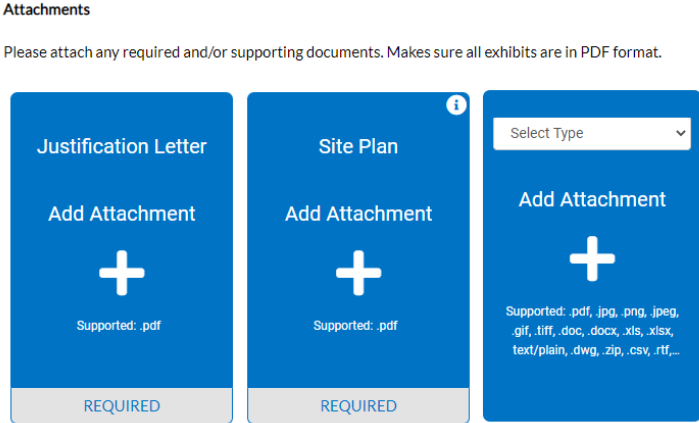 Attachments
Please attach any required and/or supporting documents. Makes sure all exhibits are in PDF format.
Justification Letter
Add Attachment
Supported: .pdf
REQUIRED
i
Site Plan
Add Attachment
Supported: .pdf
REQUIRED
Select Type
Add Attachment
Supported: .pdf, .jpg, .png, .jpeg,
.gif, .tiff, .doc, .docx, .xls, .xlsx,
text/plain, .dwg, .zip, .csv, .rtf,...